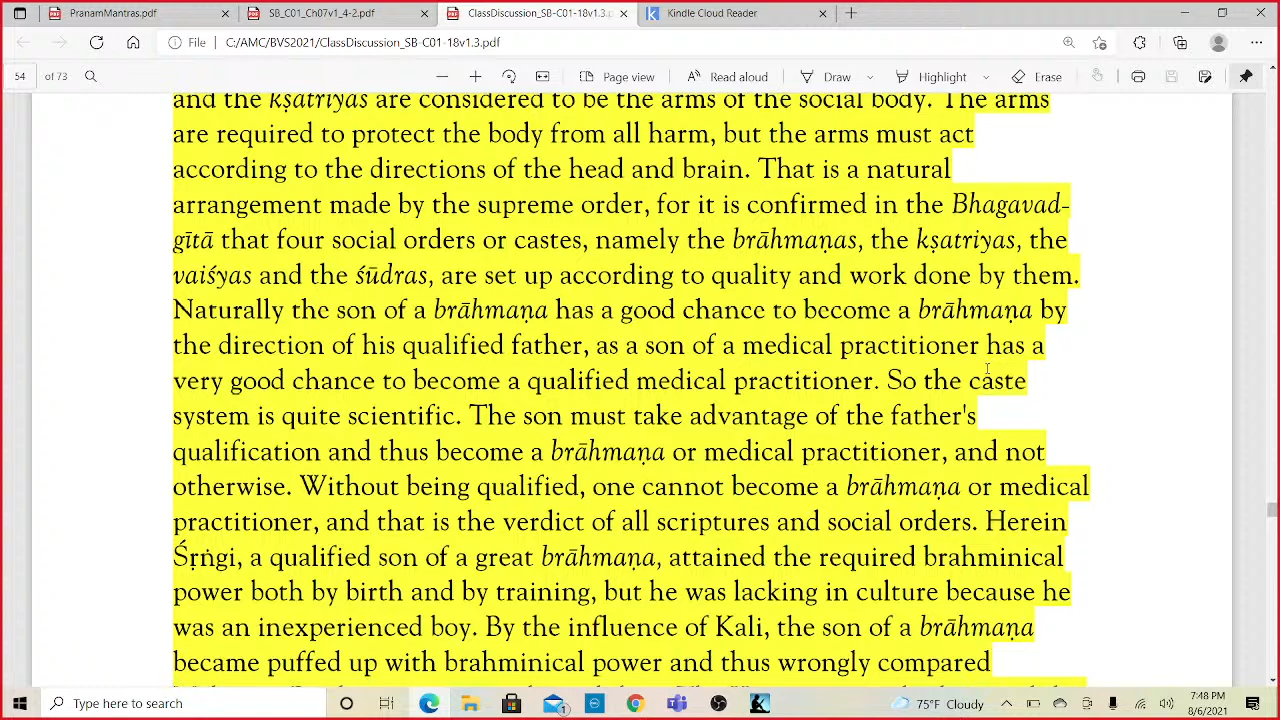 PranamMantras.pdf
SB_C01_Ch07v1_4-2.pdf
ClassDiscussion_SB-C01-18v1.3.p
Kindle Cloud Reader
File C:/AMC/BVS2021/ClassDiscussion_SB-C01-18v1.3.pdf
54 of 73 Page view Read aloud Draw Highlight Erase
and the kṣatriyas are considered to be the arms of the social body. The arms
are required to protect the body from all harm, but the arms must act
according to the directions of the head and brain. That is a natural
arrangement made by the supreme order, for it is confirmed in the Bhagavad-
gītā that four social orders or castes, namely the brāhmaṇas, the kṣatriyas, the
vaiśyas and the śūdras, are set up according to quality and work done by them.
Naturally the son of a brāhmaṇa has a good chance to become a brāhmaṇa by
the direction of his qualified father, as a son of a medical practitioner has a
very good chance to become a qualified medical practitioner. So the caste
system is quite scientific. The son must take advantage of the father's
qualification and thus become a brāhmaṇa or medical practitioner, and not
otherwise. Without being qualified, one cannot become a brāhmaṇa or medical
practitioner, and that is the verdict of all scriptures and social orders. Herein
Śṛṅgi, a qualified son of a great brāhmaṇa, attained the required brahminical
power both by birth and by training, but he was lacking in culture because he
was an inexperienced boy. By the influence of Kali, the son of a brāhmaṇa
became puffed up with brahminical power and thus wrongly compared
Type here to search
75°F Cloudy
7:48 PM
8/6/2021